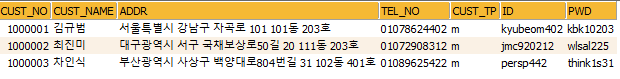 CUST_NO CUST_NAME ADDR TEL_NO CUST_TP ID PWD
1000001 김규범 서울특별시 강남구 자곡로 101 101동 203호 01078624402 m kyubeom402 kbk10203
1000002 최진미 대구광역시 서구 국채보상로50길 20 111동 203호 01072908312 m jmc920212 wlsal225
1000003 차인식 부산광역시 사상구 백양대로804번길 31 102동 401호 01089625422 m persp442 think1s31